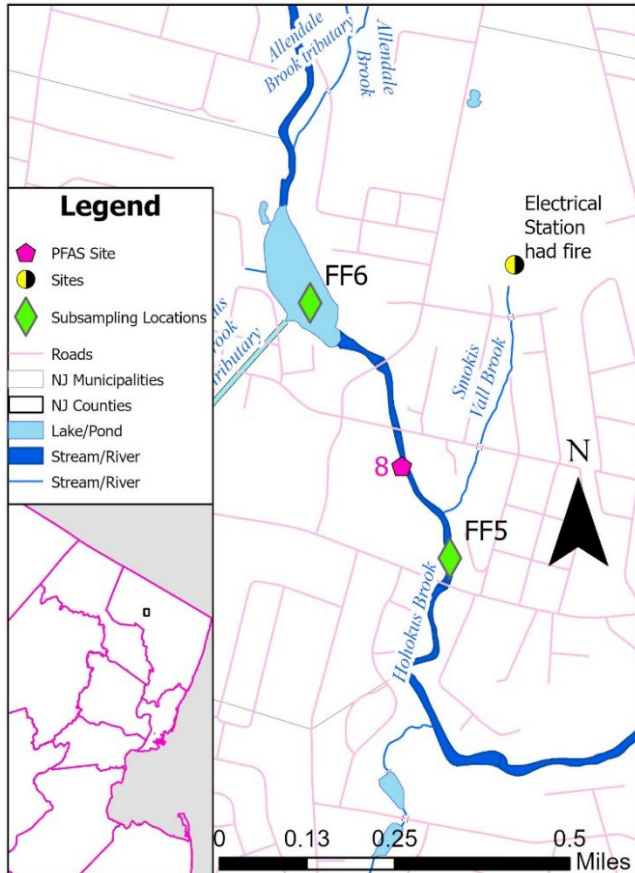 Allendale
Brook tributary
Allendale
Brook
Electrical
Station
had fire
FF6
Brook
tributary
Smokis
Vall Brook
8
FF5
Hohokus Brook
N
Legend
PFAS Site
Sites
Subsampling Locations
Roads
NJ Municipalities
NJ Counties
Lake/Pond
Stream/River
Stream/River
0 0.13 0.25 0.5
Miles